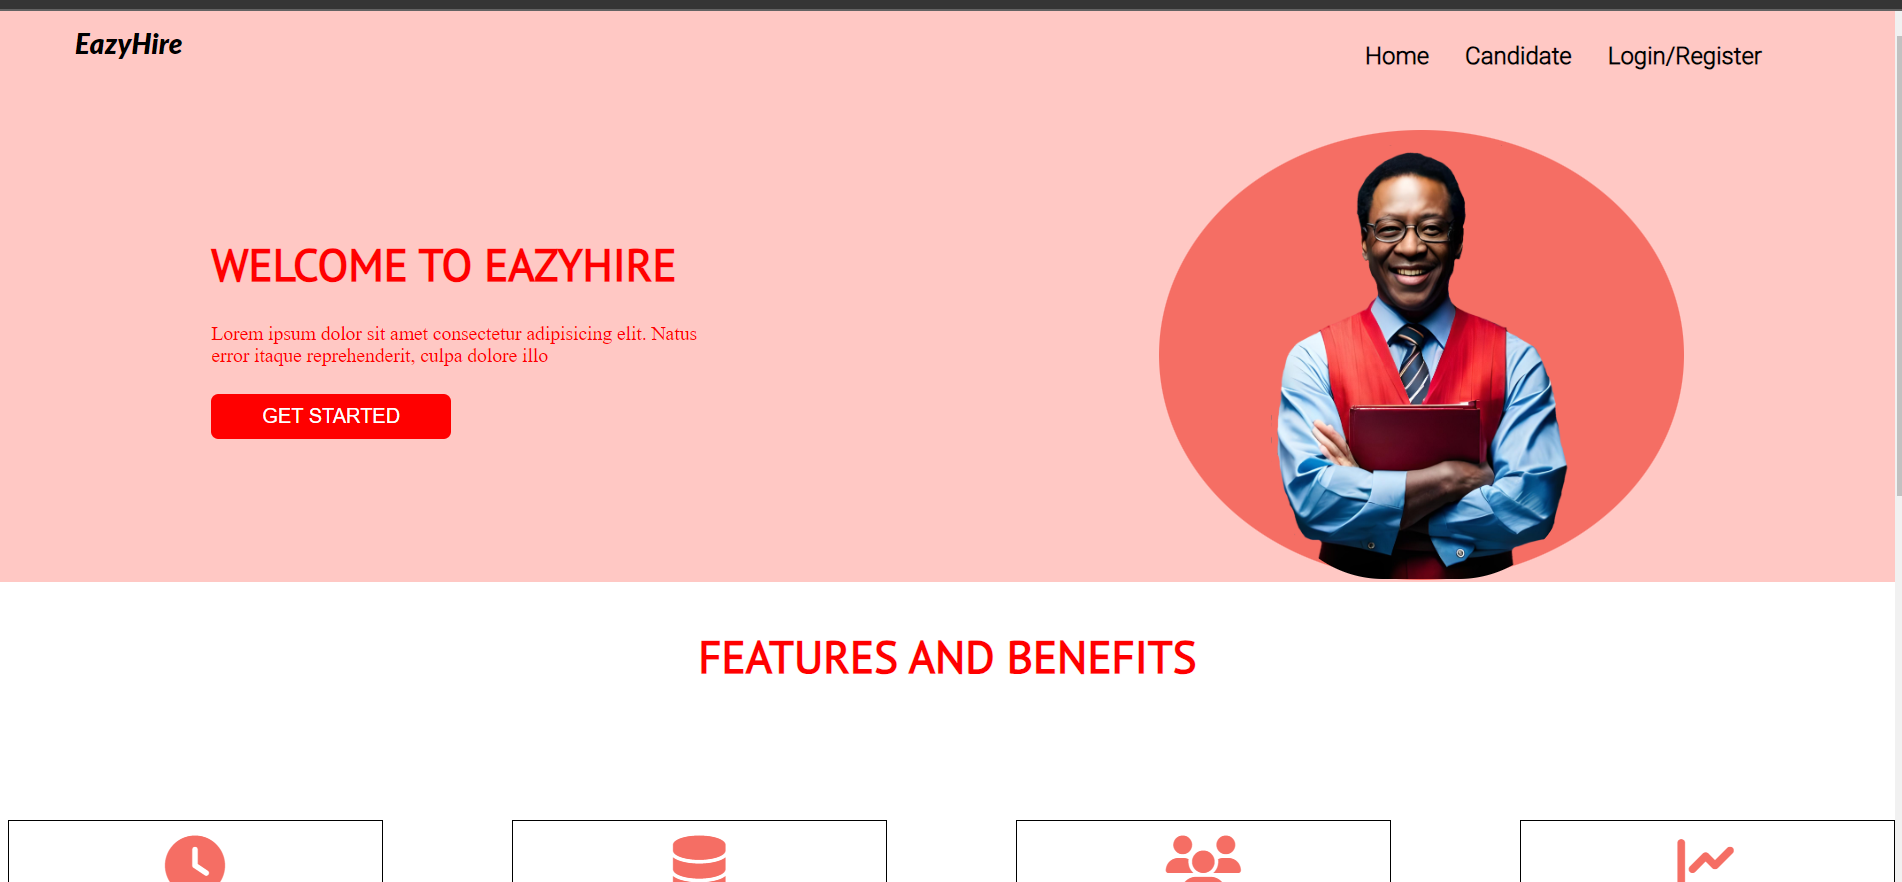 EazyHire
Home Candidate Login/Register
WELCOME TO EAZYHIRE
Lorem ipsum dolor sit amet consectetur adipisicing elit. Natus
error itaque reprehenderit, culpa dolore illo
GET STARTED
FEATURES AND BENEFITS